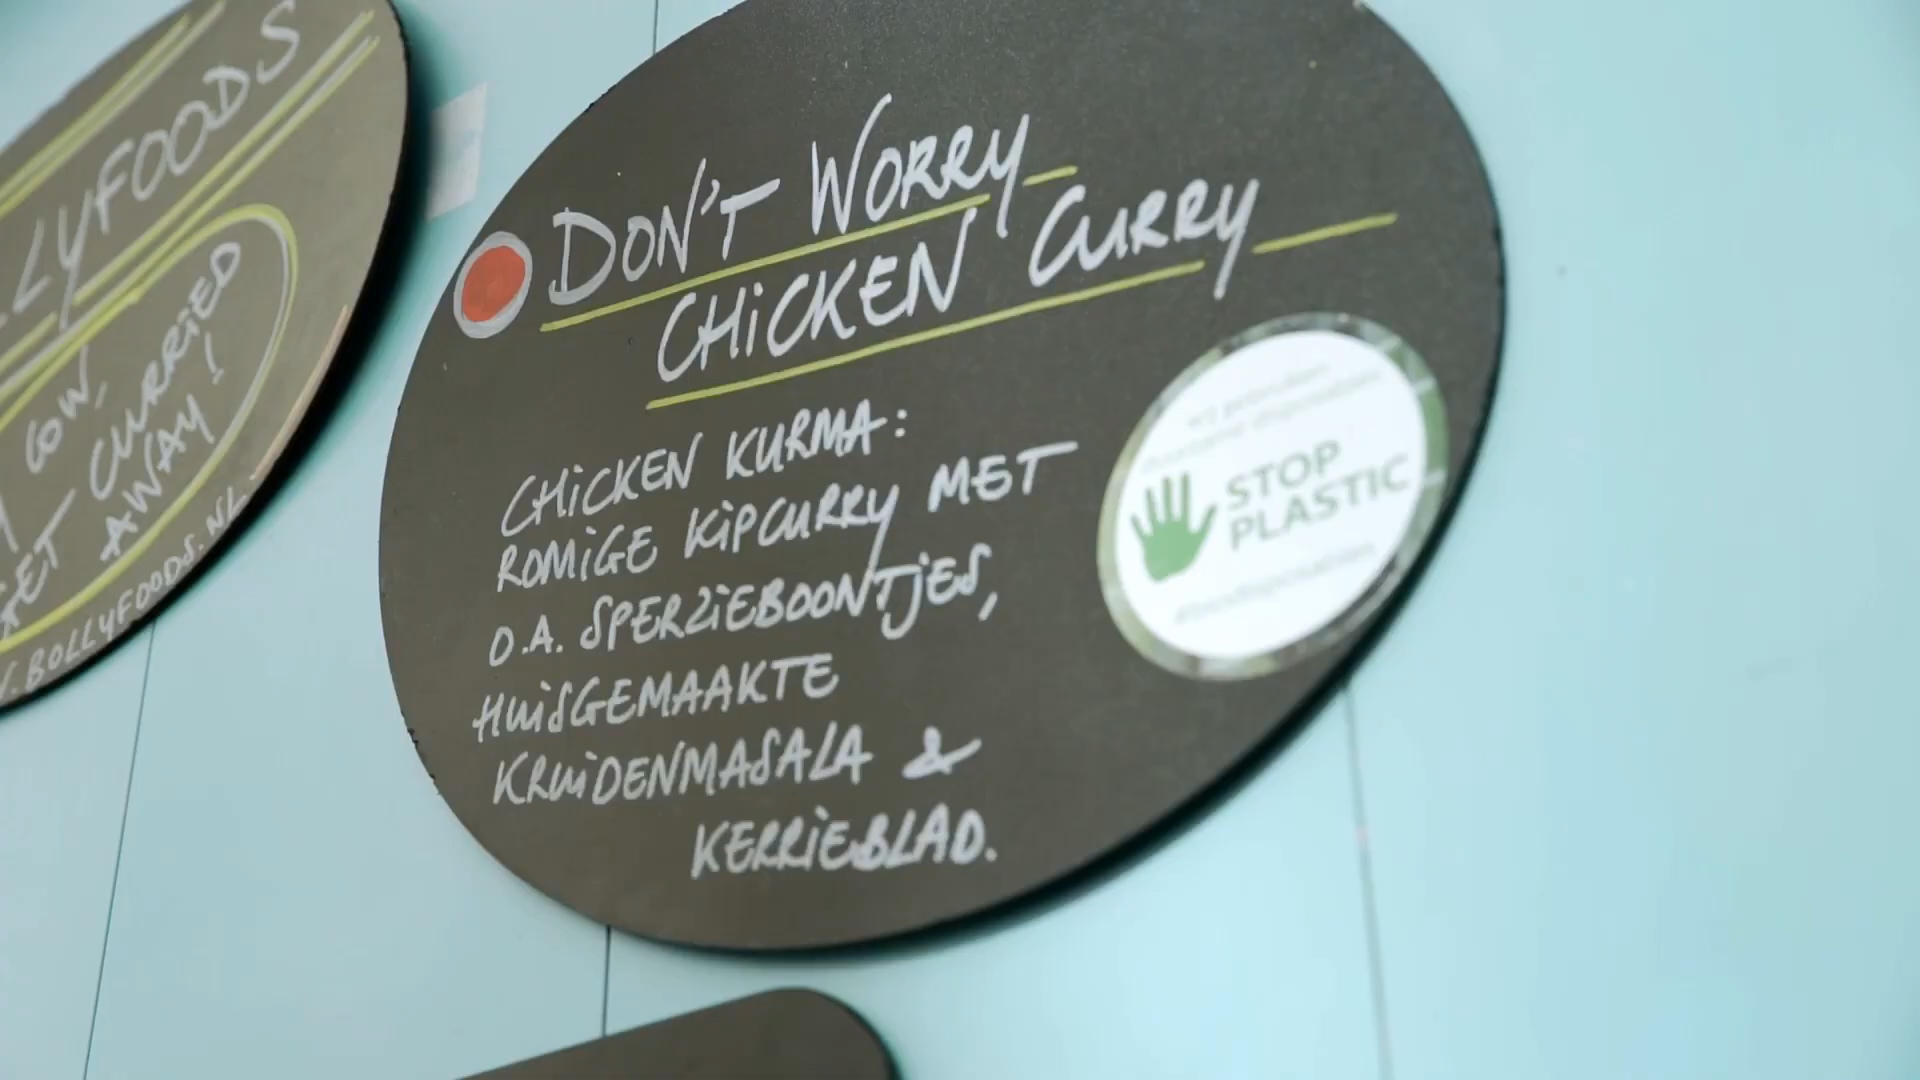 LYFOODS
COW,
GET CURRIED
AWAY!
.BOLLYFOODS.NL
DON'T WORRY
CHICKEN CURRY
CHICKEN KURMA:
ROMIGE KIPCURRY MET
O.A. SPERZIEBOONTJES,
HUISGEMAAKTE
KRUIDENMASALA &
KERRIEBLAD.
STOP
PLASTIC